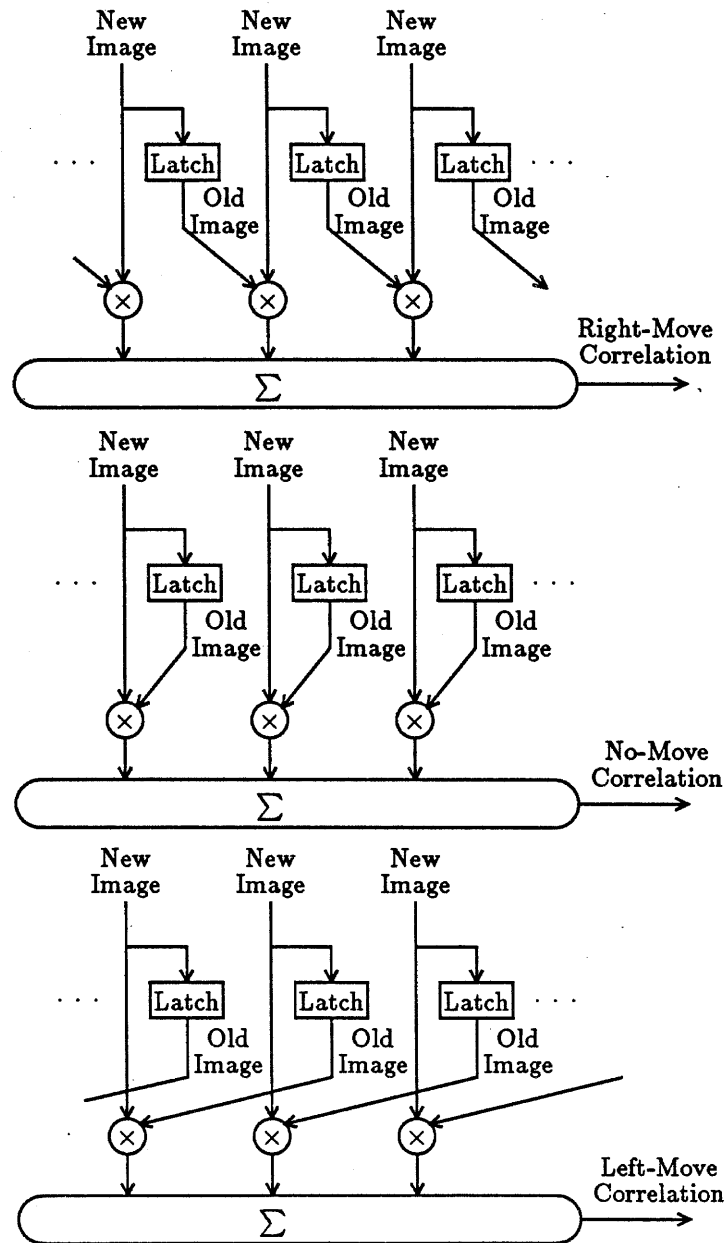 New New New
Image Image Image
· · · Latch Latch Latch · · ·
Old Old Old
Image Image Image
× × ×
Right-Move
Correlation
Σ
New New New
Image Image Image
· · · Latch Latch Latch · · ·
Old Old Old
Image Image Image
× × ×
No-Move
Correlation
Σ
New New New
Image Image Image
· · · Latch Latch Latch · · ·
Old Old Old
Image Image Image
× × ×
Left-Move
Correlation
Σ